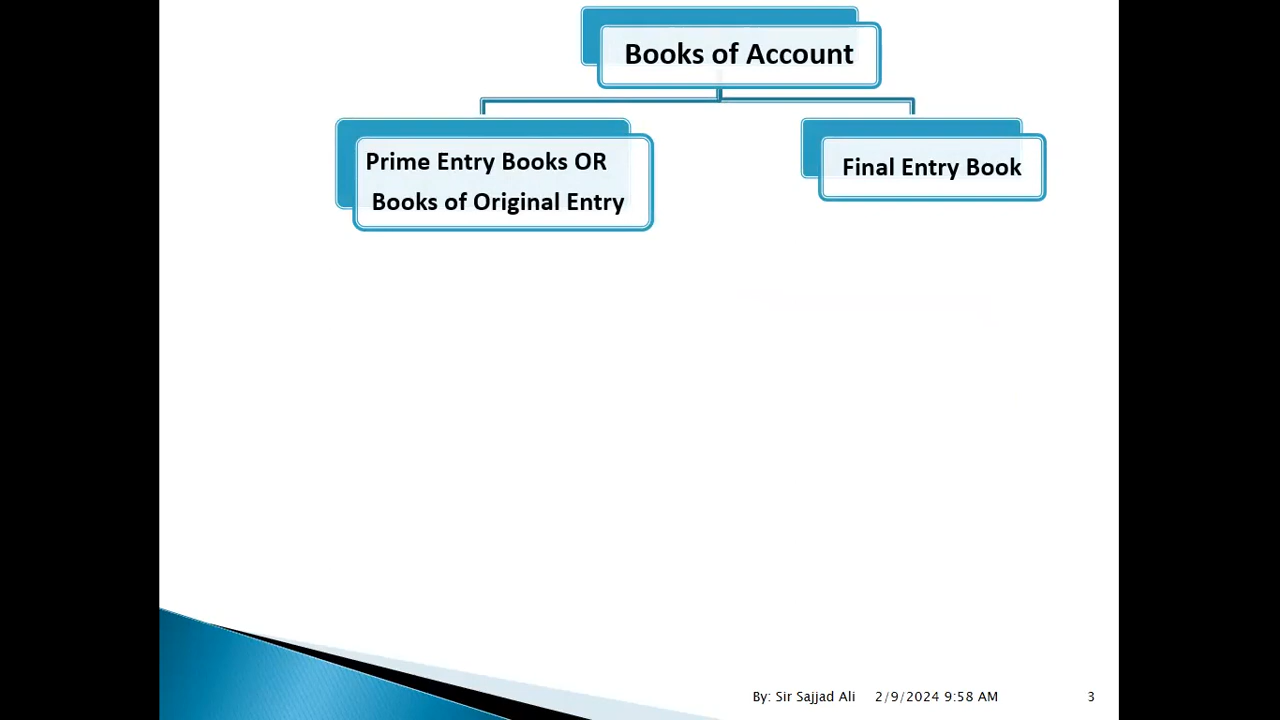 Books of Account
Prime Entry Books OR
Books of Original Entry
Final Entry Book
By: Sir Sajjad Ali 2/9/2024 9:58 AM 3